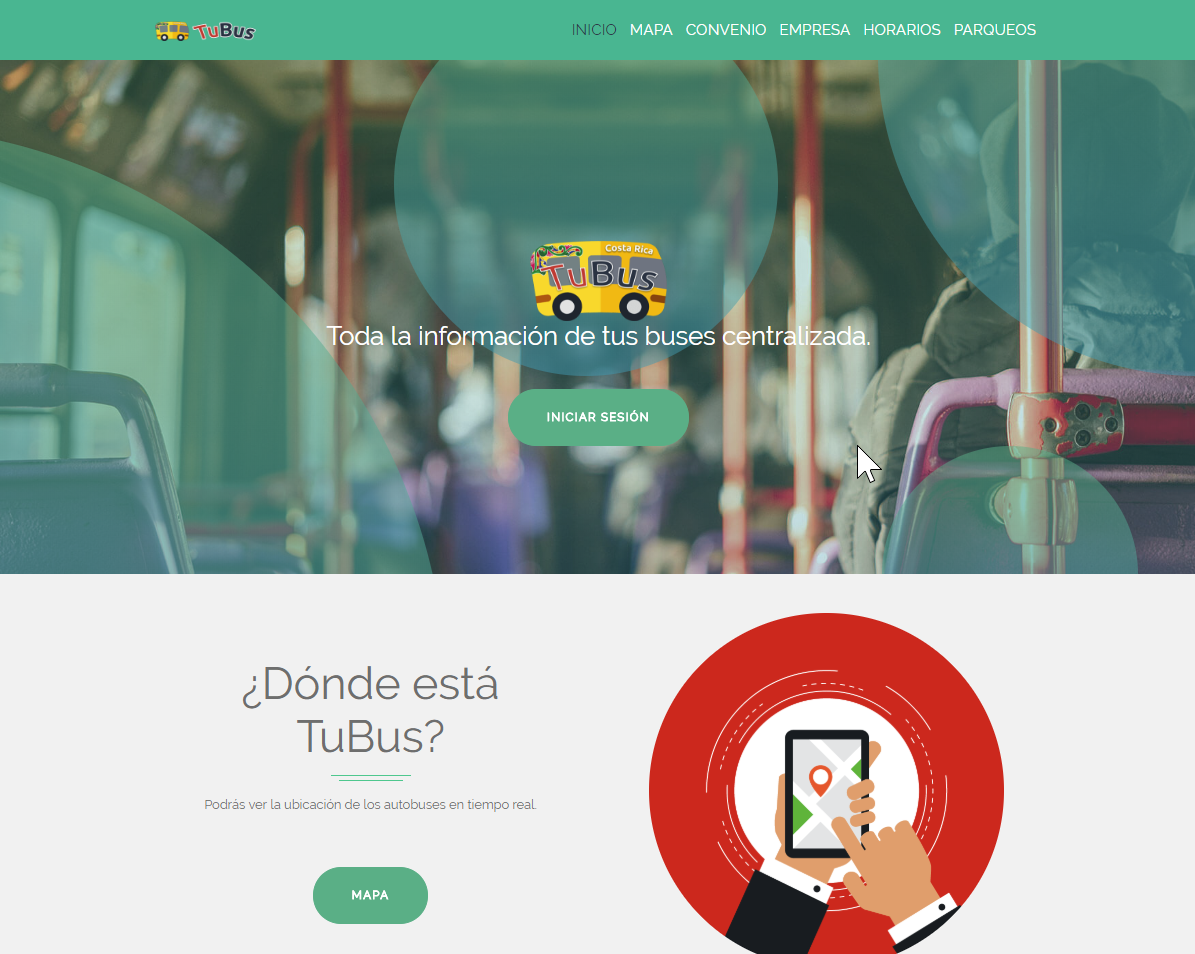 TuBus
INICIO MAPA CONVENIO EMPRESA HORARIOS PARQUEOS
Costa Rica
TuBus
Toda la información de tus buses centralizada.
INICIAR SESIÓN
¿Dónde está
TuBus?
Podrás ver la ubicación de los autobuses en tiempo real.
MAPA